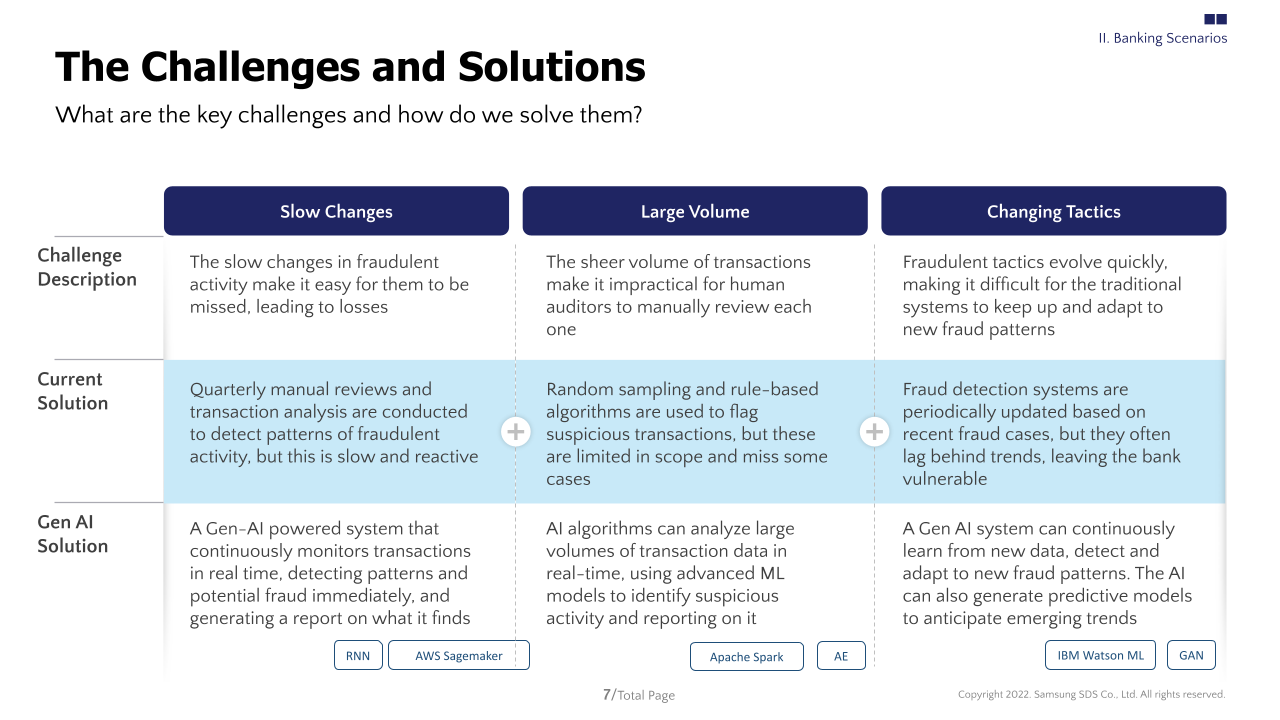 II. Banking Scenarios
The Challenges and Solutions
What are the key challenges and how do we solve them?
Slow Changes
Large Volume
Changing Tactics
Challenge
Description
The slow changes in fraudulent
activity make it easy for them to be
missed, leading to losses
The sheer volume of transactions
make it impractical for human
auditors to manually review each
one
Fraudulent tactics evolve quickly,
making it difficult for the traditional
systems to keep up and adapt to
new fraud patterns
Current
Solution
Quarterly manual reviews and
transaction analysis are conducted
to detect patterns of fraudulent
activity, but this is slow and reactive
Random sampling and rule-based
algorithms are used to flag
suspicious transactions, but these
are limited in scope and miss some
cases
Fraud detection systems are
periodically updated based on
recent fraud cases, but they often
lag behind trends, leaving the bank
vulnerable
Gen AI
Solution
A Gen-AI powered system that
continuously monitors transactions
in real time, detecting patterns and
potential fraud immediately, and
generating a report on what it finds
RNN
AWS Sagemaker
AI algorithms can analyze large
volumes of transaction data in
real-time, using advanced ML
models to identify suspicious
activity and reporting on it
Apache Spark
AE
A Gen AI system can continuously
learn from new data, detect and
adapt to new fraud patterns. The AI
can also generate predictive models
to anticipate emerging trends
IBM Watson ML
GAN
7/Total Page
Copyright 2022. Samsung SDS Co., Ltd. All rights reserved.